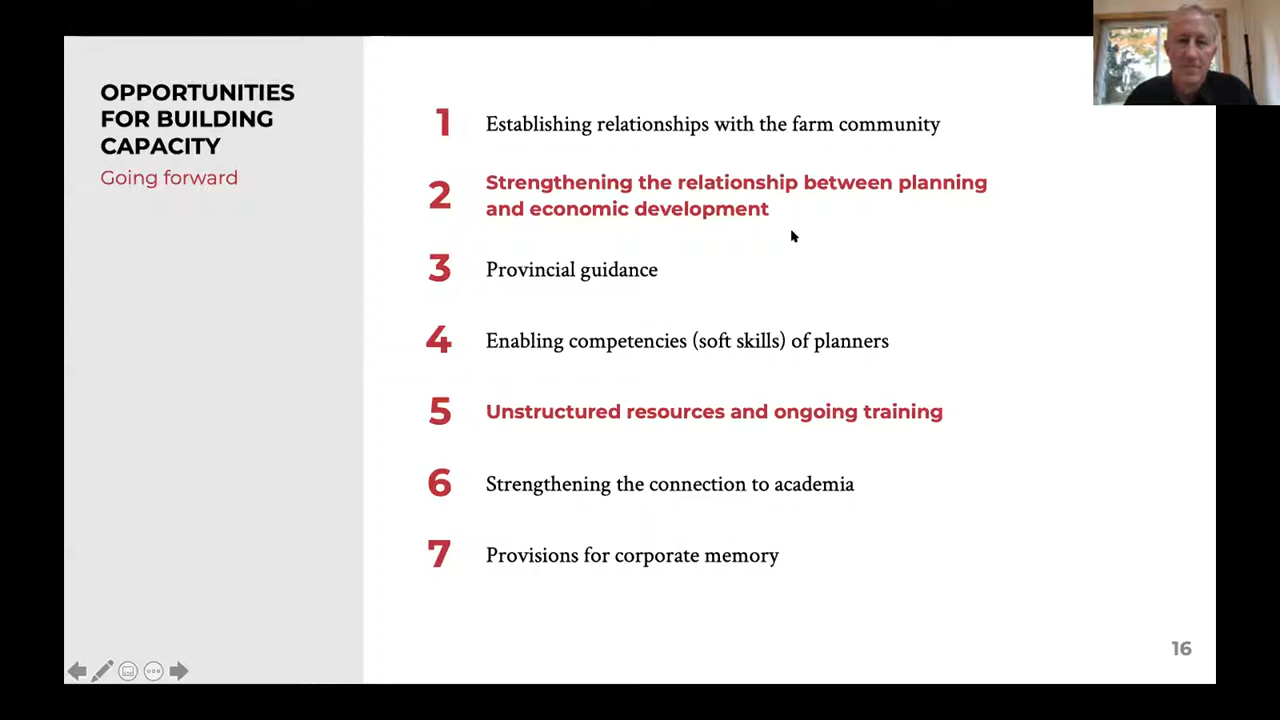 OPPORTUNITIES
FOR BUILDING
CAPACITY
Going forward
1 Establishing relationships with the farm community
2 Strengthening the relationship between planning
and economic development
3 Provincial guidance
4 Enabling competencies (soft skills) of planners
5 Unstructured resources and ongoing training
6 Strengthening the connection to academia
7 Provisions for corporate memory
16